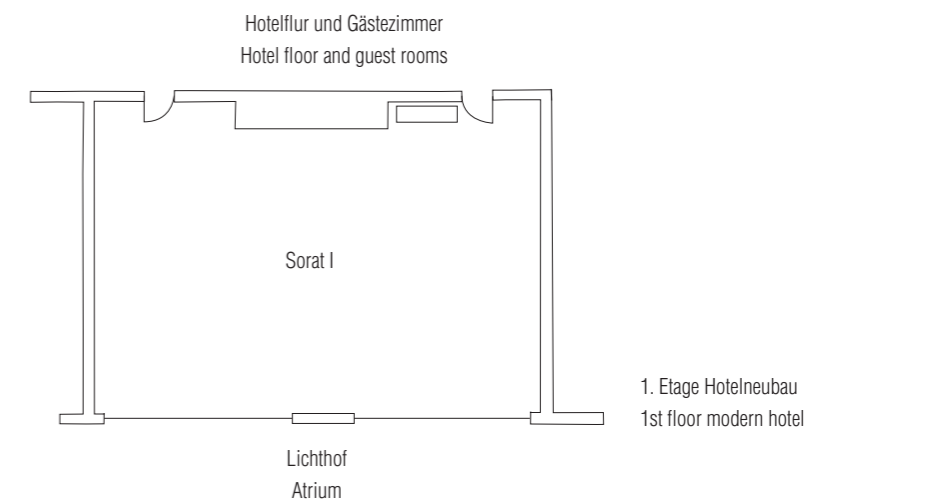 Hotelflur und Gästezimmer
Hotel floor and guest rooms
Sorat I
1. Etage Hotelneubau
1st floor modern hotel
Lichthof
Atrium